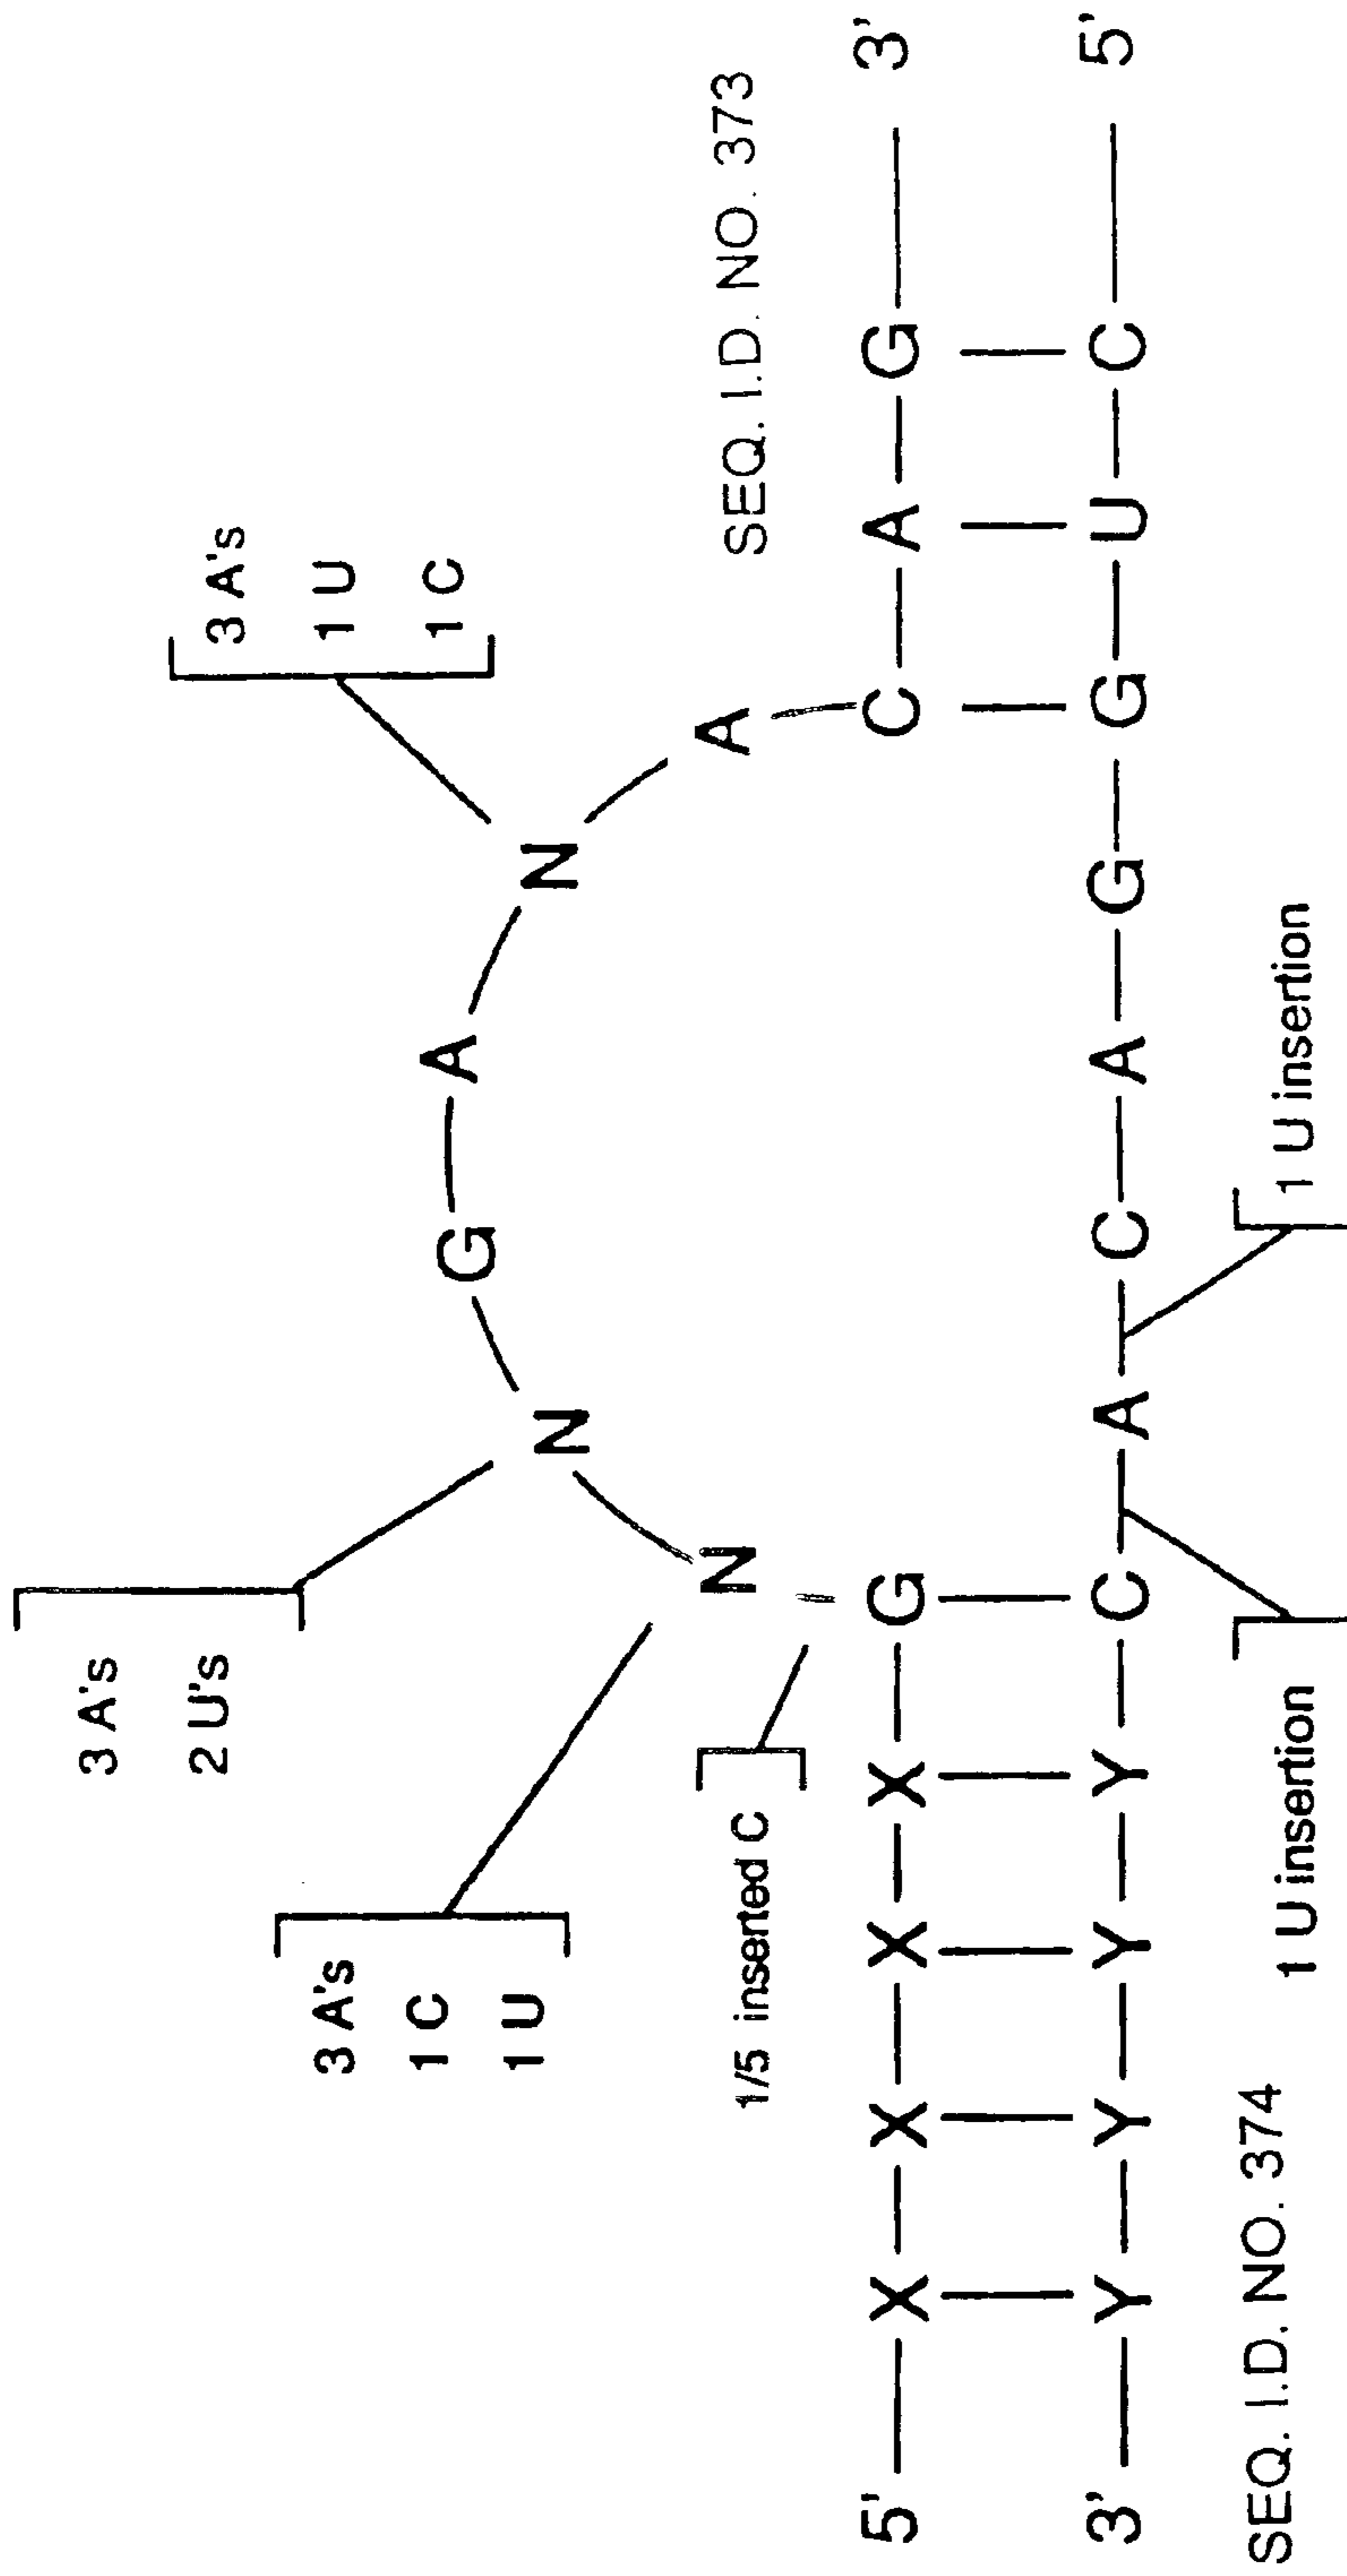 3 A's
2 U's
3 A's
1 C
1 U
1/5 inserted C
3 A's
1 U
1 C
SEQ. I.D. NO. 373
N N G A N A
5' X X X X G C A G 3'
3' Y Y Y Y C A C A G G U C 5'
1 U insertion
1 U insertion
SEQ. I.D. NO. 374